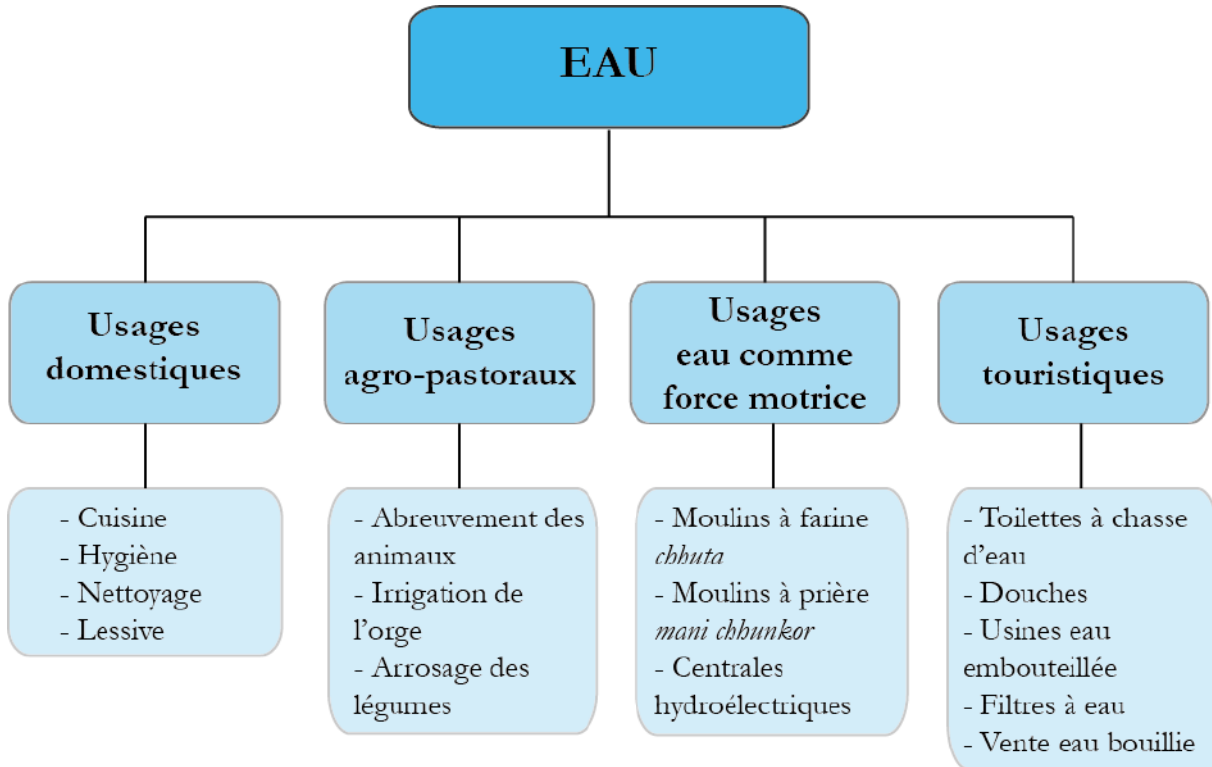 EAU
Usages
domestiques
Usages
agro-pastoraux
Usages
eau comme
force motrice
Usages
touristiques
- Cuisine
- Hygiène
- Nettoyage
- Lessive
- Abreuvement des
animaux
- Irrigation de
l'orge
- Arrosage des
légumes
- Moulins à farine
chhuta
- Moulins à prière
mani chhunkor
- Centrales
hydroélectriques
- Toilettes à chasse
d'eau
- Douches
- Usines eau
embouteillée
- Filtres à eau
- Vente eau bouillie